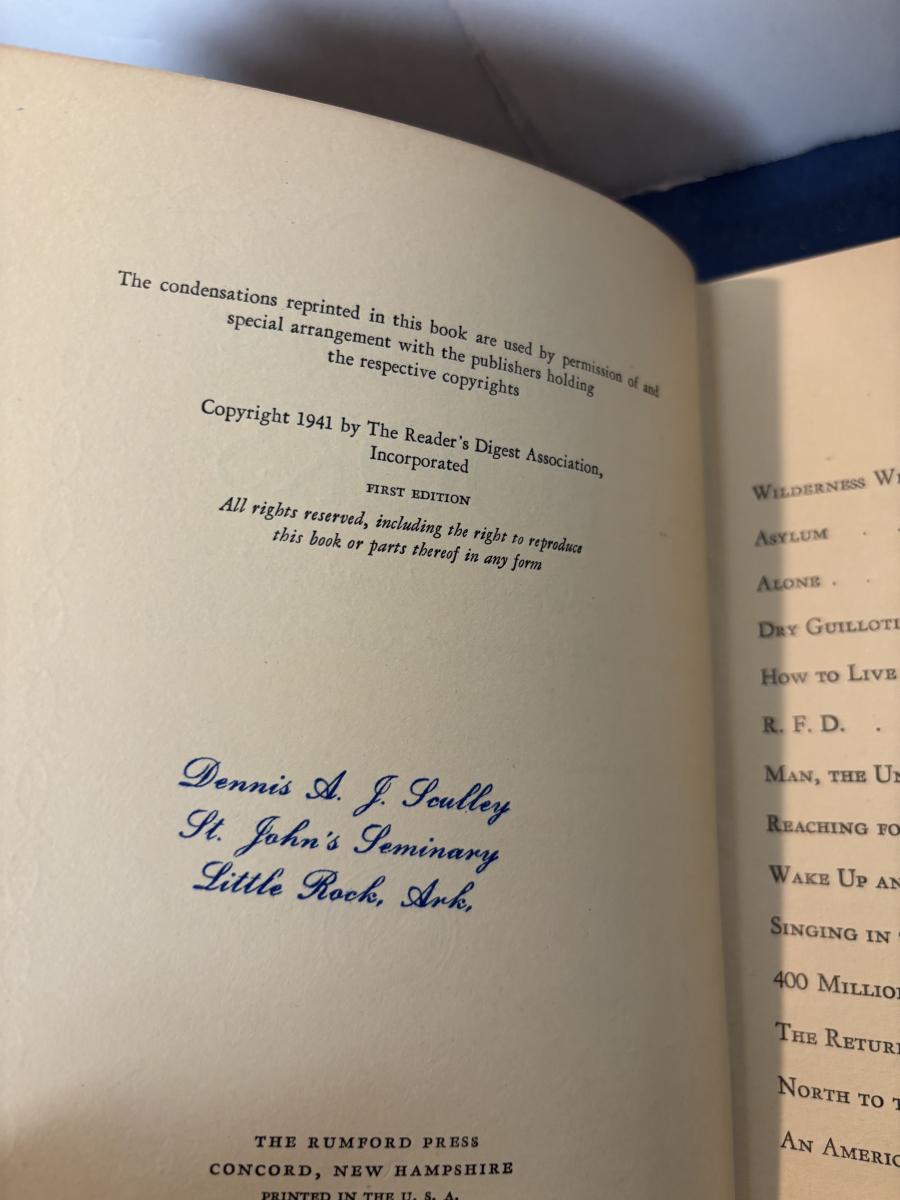 The condensations reprinted in this book are used by permission of and
special arrangement with the publishers holding
the respective copyrights
Copyright 1941 by The Reader's Digest Association,
Incorporated
FIRST EDITION
All rights reserved, including the right to reproduce
this book or parts thereof in any form
Dennis A. J. Sculley
St. John's Seminary
Little Rock, Ark,
THE RUMFORD PRESS
CONCORD, NEW HAMPSHIRE
PRINTED IN THE U. S. A.
WILDERNESS
ASYLUM
ALONE
DRY
HOW TO LIVE
R. F. D.
MAN, THE
REACHING
WAKE UP
SINGING IN
400
THE
NORTH TO
AN